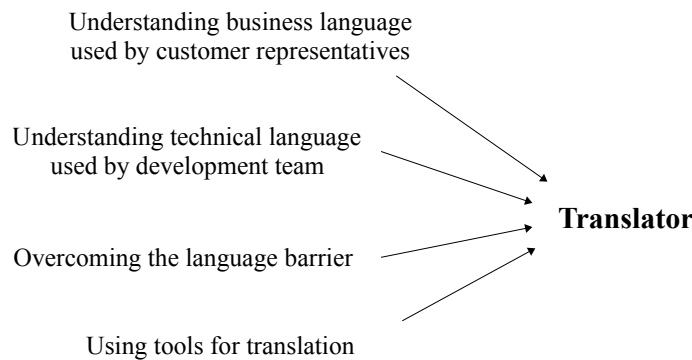 Understanding business language
used by customer representatives
Understanding technical language
used by development team
Translator
Overcoming the language barrier
Using tools for translation